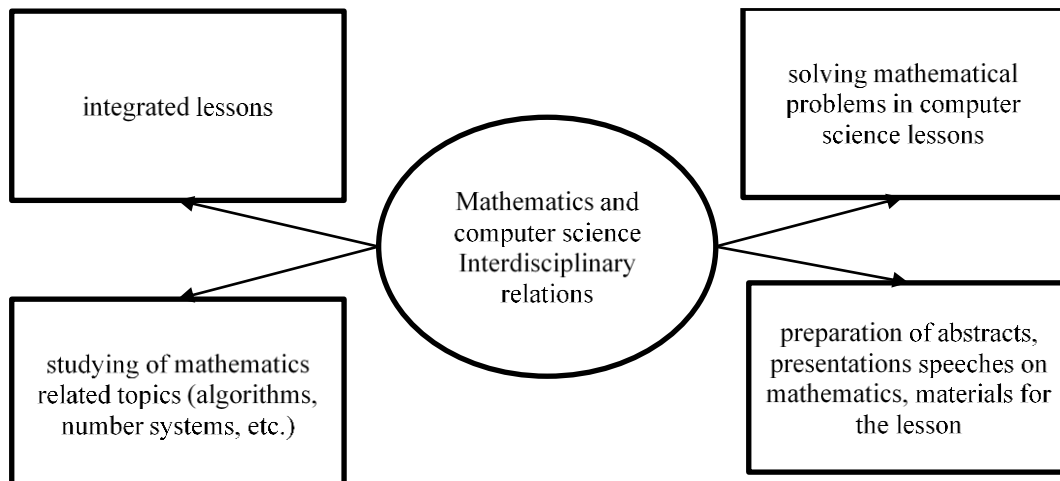 integrated lessons
solving mathematical
problems in computer
science lessons
Mathematics and
computer science
Interdisciplinary
relations
studying of mathematics
related topics (algorithms,
number systems, etc.)
preparation of abstracts,
presentations speeches on
mathematics, materials for
the lesson